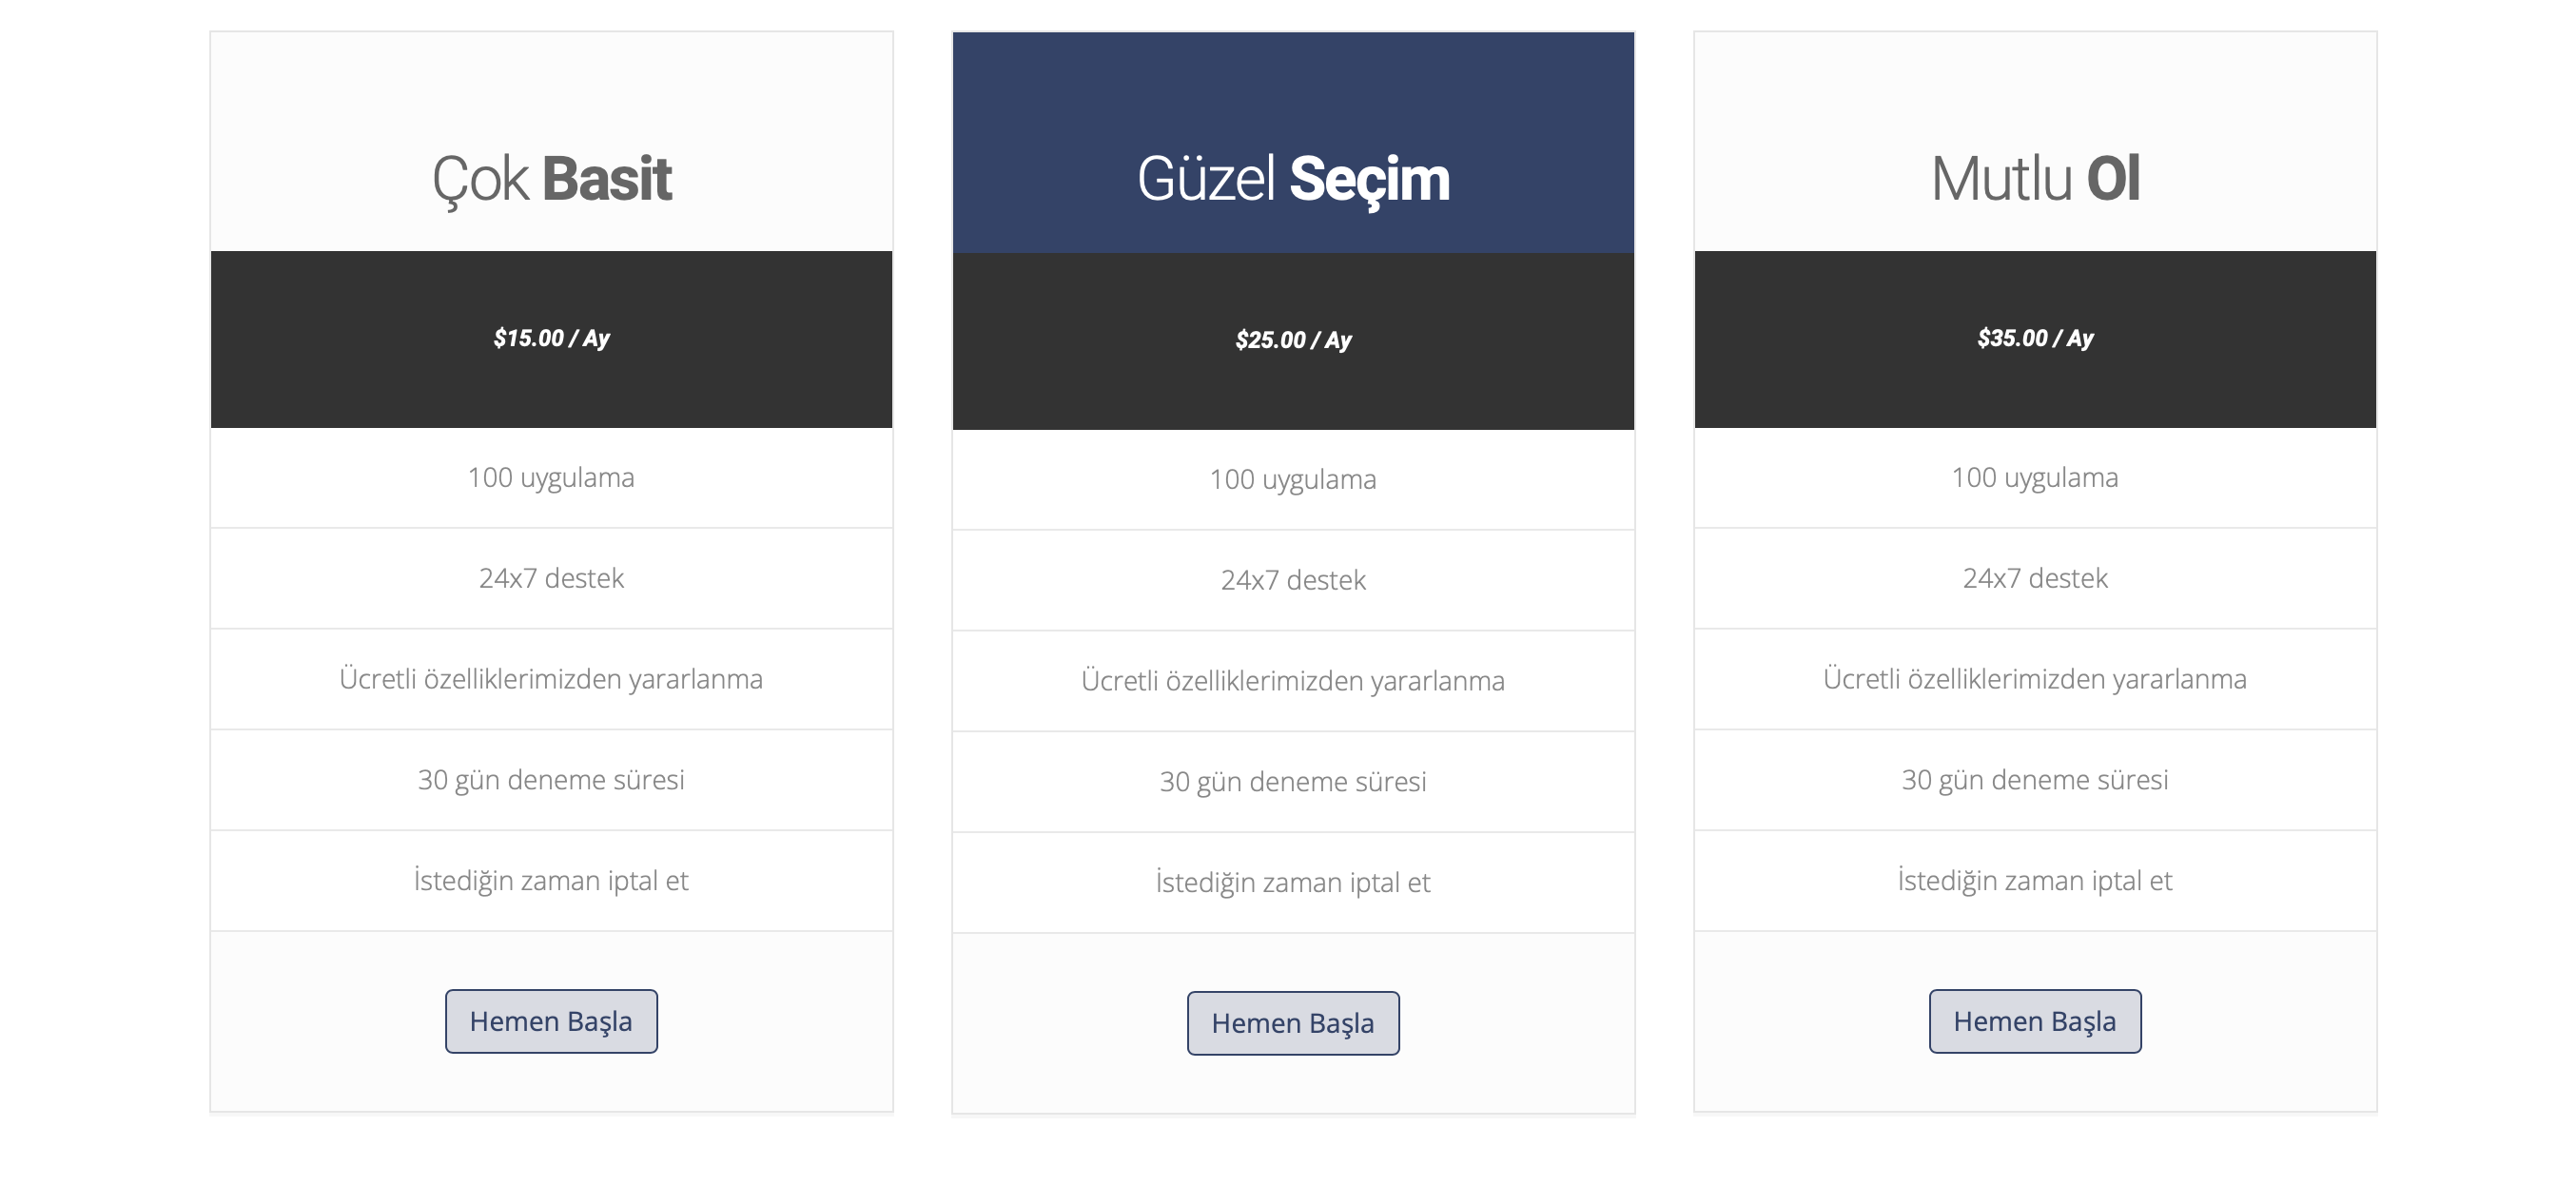 Çok Basit
$15.00 / Ay
100 uygulama
24x7 destek
Ücretli özelliklerimizden yararlanma
30 gün deneme süresi
İstediğin zaman iptal et
Hemen Başla
Güzel Seçim
$25.00 / Ay
100 uygulama
24x7 destek
Ücretli özelliklerimizden yararlanma
30 gün deneme süresi
İstediğin zaman iptal et
Hemen Başla
Mutlu Ol
$35.00 / Ay
100 uygulama
24x7 destek
Ücretli özelliklerimizden yararlanma
30 gün deneme süresi
İstediğin zaman iptal et
Hemen Başla